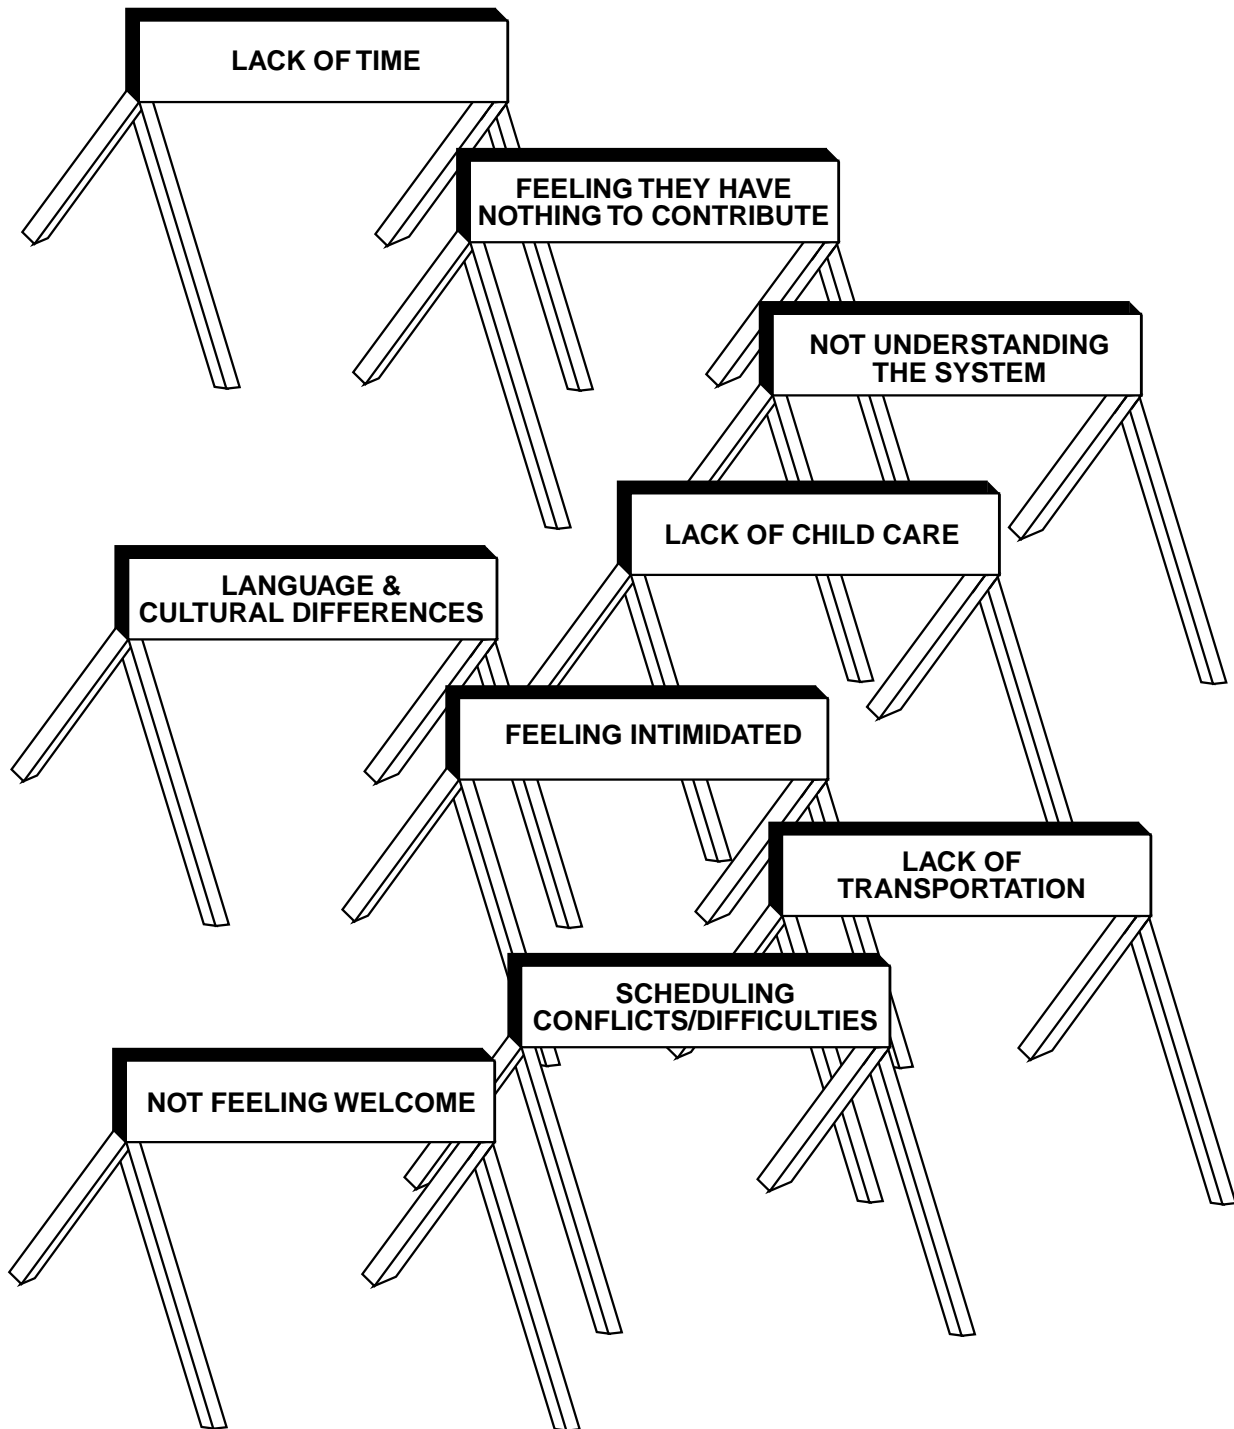 LACK OF TIME
FEELING THEY HAVE
NOTHING TO CONTRIBUTE
NOT UNDERSTANDING
THE SYSTEM
LACK OF CHILD CARE
LANGUAGE &
CULTURAL DIFFERENCES
FEELING INTIMIDATED
LACK OF
TRANSPORTATION
SCHEDULING
CONFLICTS/DIFFICULTIES
NOT FEELING WELCOME